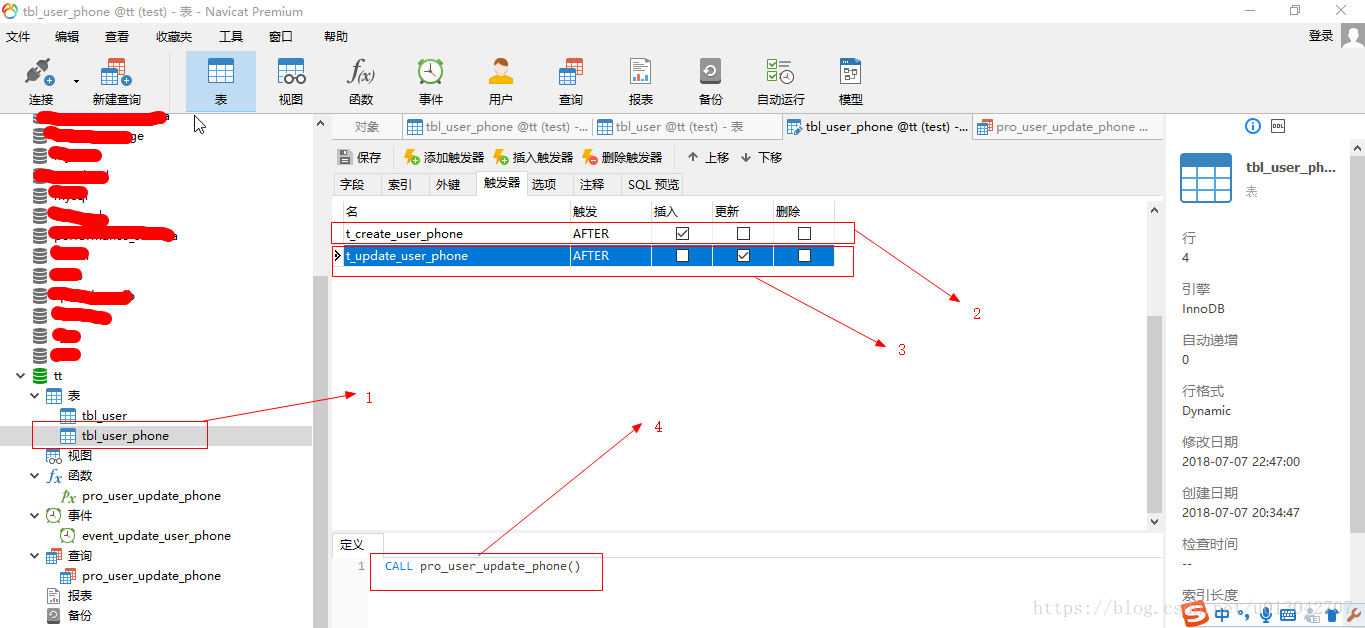 tbl_user_phone @tt (test) - 表 - Navicat Premium
文件 编辑 查看 收藏夹 工具 窗口 帮助 登录
连接 新建查询 表 视图 函数 事件 用户 查询 报表 备份 自动运行 模型
对象 tbl_user_phone @tt (test) -... tbl_user @tt (test) - 表 tbl_user_phone @tt (test) -... pro_user_update_phone ...
保存 添加触发器 插入触发器 删除触发器 上移 下移
字段 索引 外键 触发器 选项 注释 SQL 预览
名 触发 插入 更新 删除
t_create_user_phone AFTER
t_update_user_phone AFTER
2
3
1
4
tt
表
tbl_user
tbl_user_phone
视图
函数
pro_user_update_phone
事件
event_update_user_phone
查询
pro_user_update_phone
报表
备份
定义
1 CALL pro_user_update_phone()
DDL
tbl_user_ph...
表
行
4
引擎
InnoDB
自动递增
0
行格式
Dynamic
修改日期
2018-07-07 22:47:00
创建日期
2018-07-07 20:34:47
检查时间
--
索引长度
https://blog.csdn.net/u013042707
中